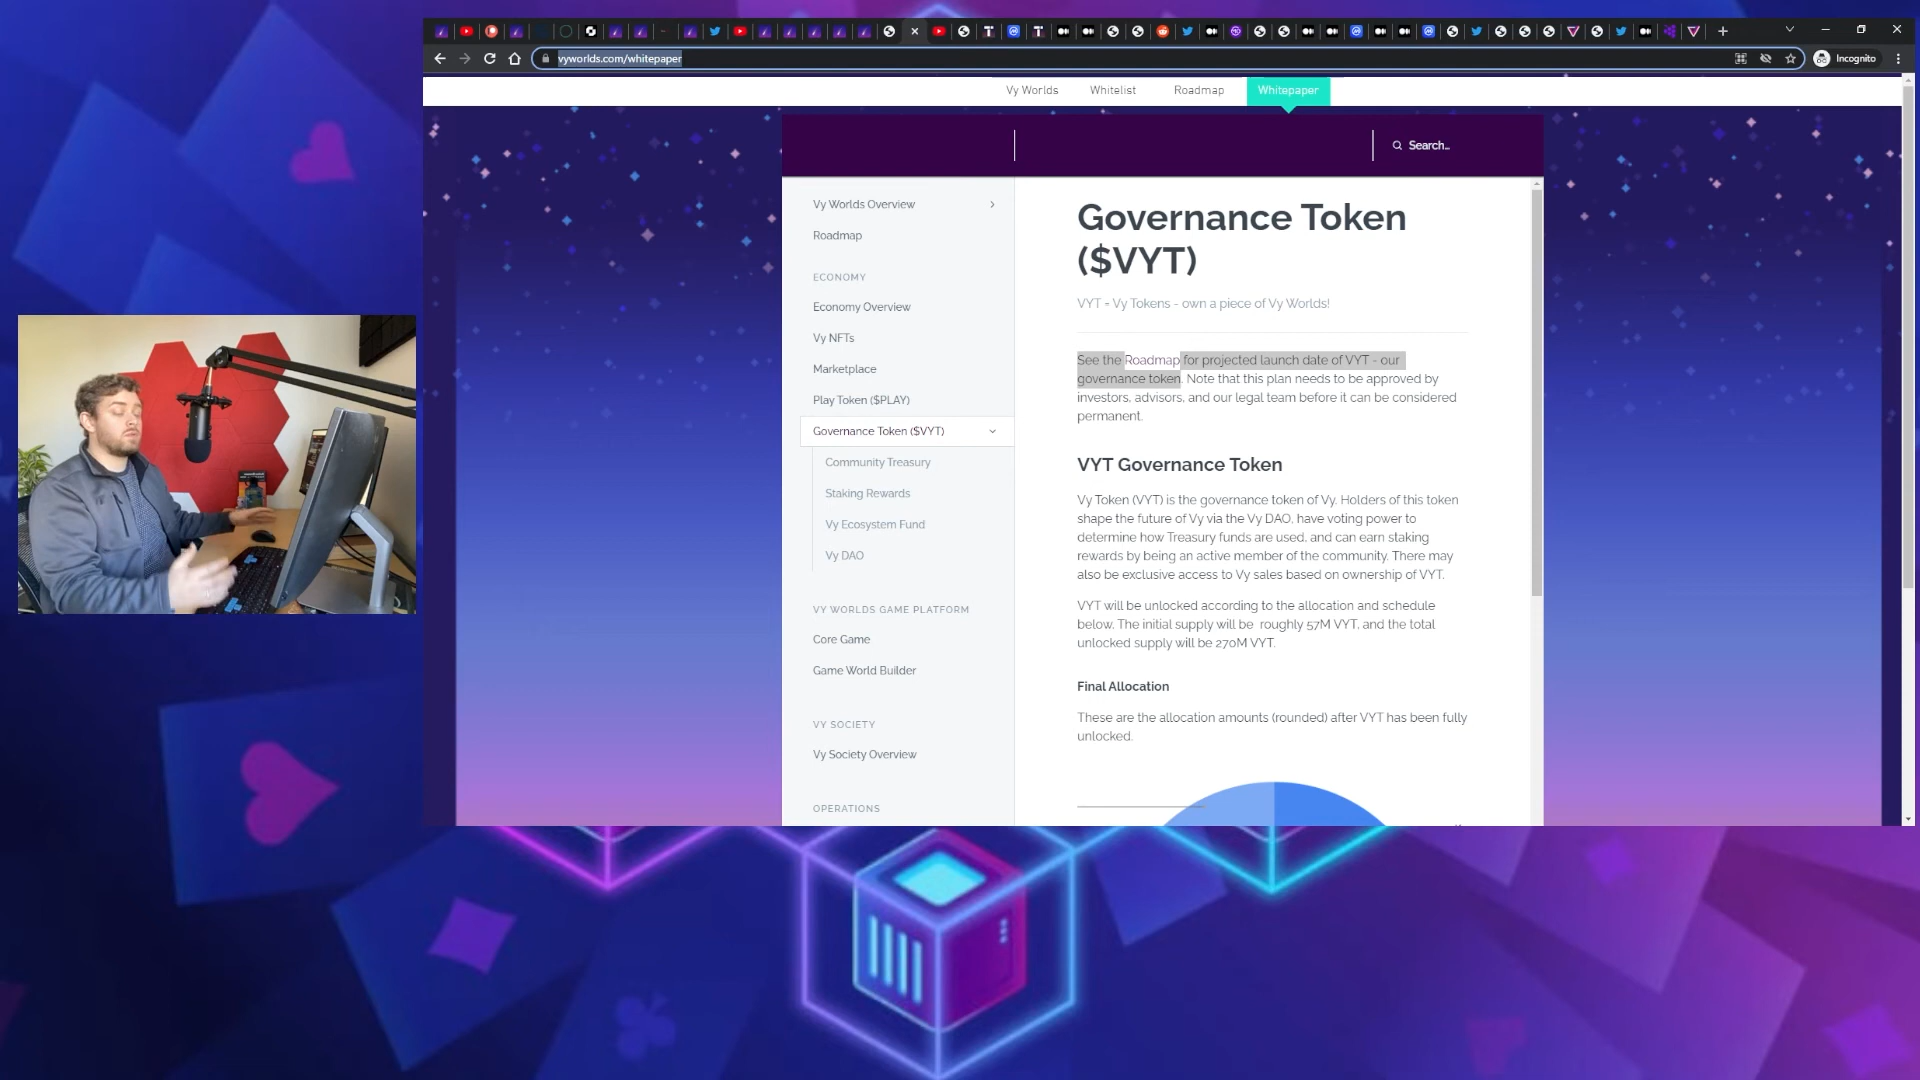 vyworlds.com/whitepaper
Incognito
Vy Worlds
Whitelist
Roadmap
Whitepaper
Search...
Vy Worlds Overview
Roadmap
ECONOMY
Economy Overview
Vy NFTs
Marketplace
Play Token ($PLAY)
Governance Token ($VYT)
Community Treasury
Staking Rewards
Vy Ecosystem Fund
Vy DAO
VY WORLDS GAME PLATFORM
Core Game
Game World Builder
VY SOCIETY
Vy Society Overview
OPERATIONS
Governance Token
($VYT)
VYT = Vy Tokens - own a piece of Vy Worlds!
See the Roadmap for projected launch date of VYT - our
governance token. Note that this plan needs to be approved by
investors, advisors, and our legal team before it can be considered
permanent.
VYT Governance Token
Vy Token (VYT) is the governance token of Vy. Holders of this token
shape the future of Vy via the Vy DAO, have voting power to
determine how Treasury funds are used, and can earn staking
rewards by being an active member of the community. There may
also be exclusive access to Vy sales based on ownership of VYT.
VYT will be unlocked according to the allocation and schedule
below. The initial supply will be roughly 57M VYT, and the total
unlocked supply will be 270M VYT.
Final Allocation
These are the allocation amounts (rounded) after VYT has been fully
unlocked.